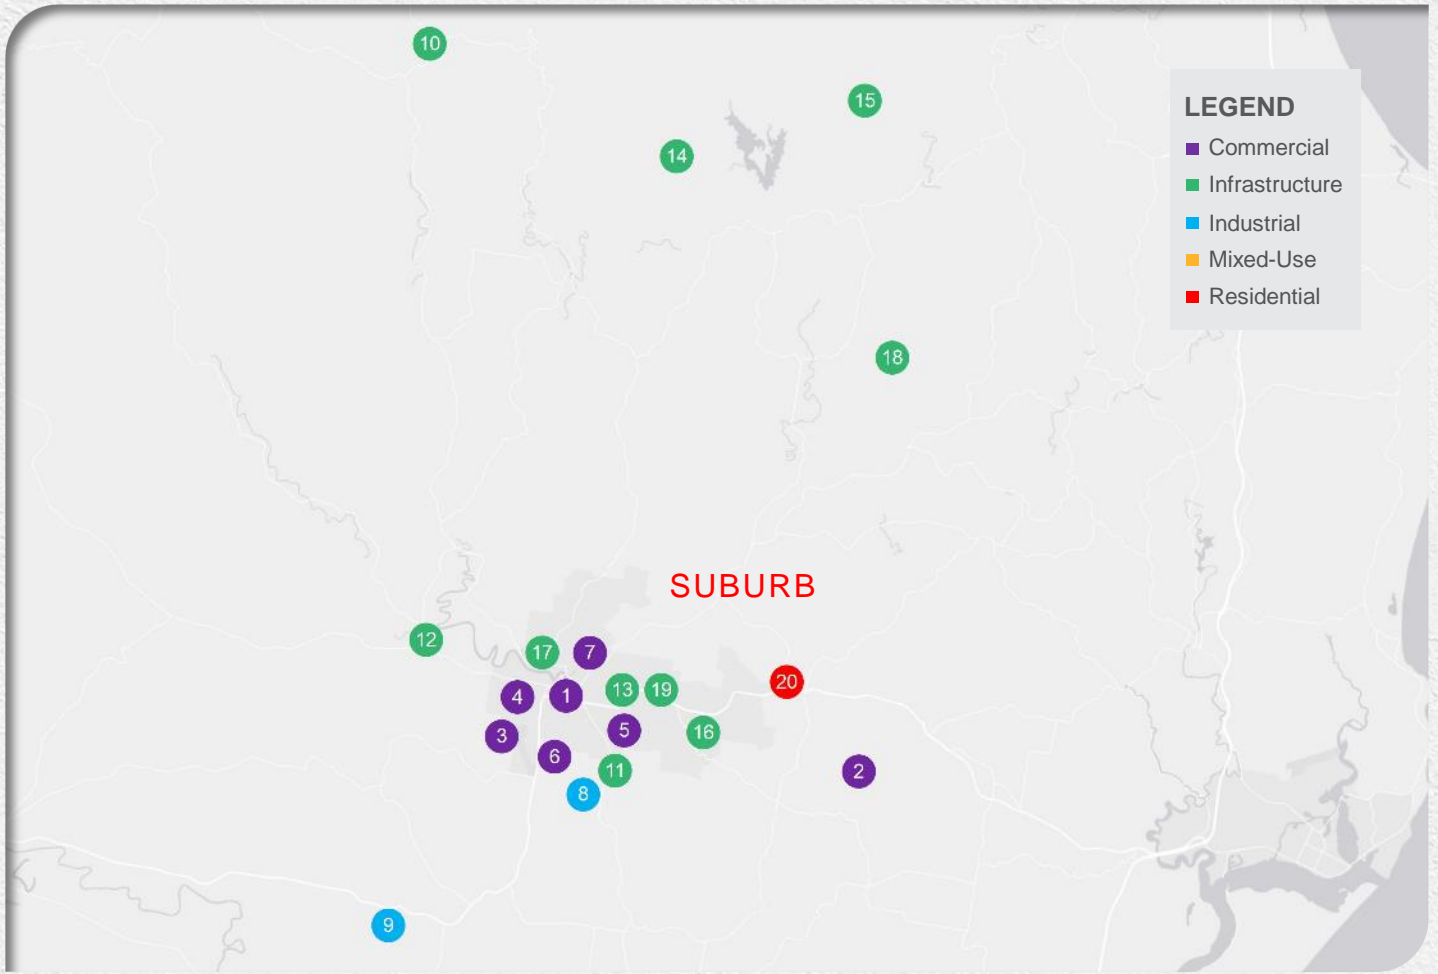 10
15
LEGEND
14
Commercial
Infrastructure
Industrial
Mixed-Use
Residential
18
SUBURB
12
17
7
20
4
1
13
19
3
5
16
6
11
2
8
9